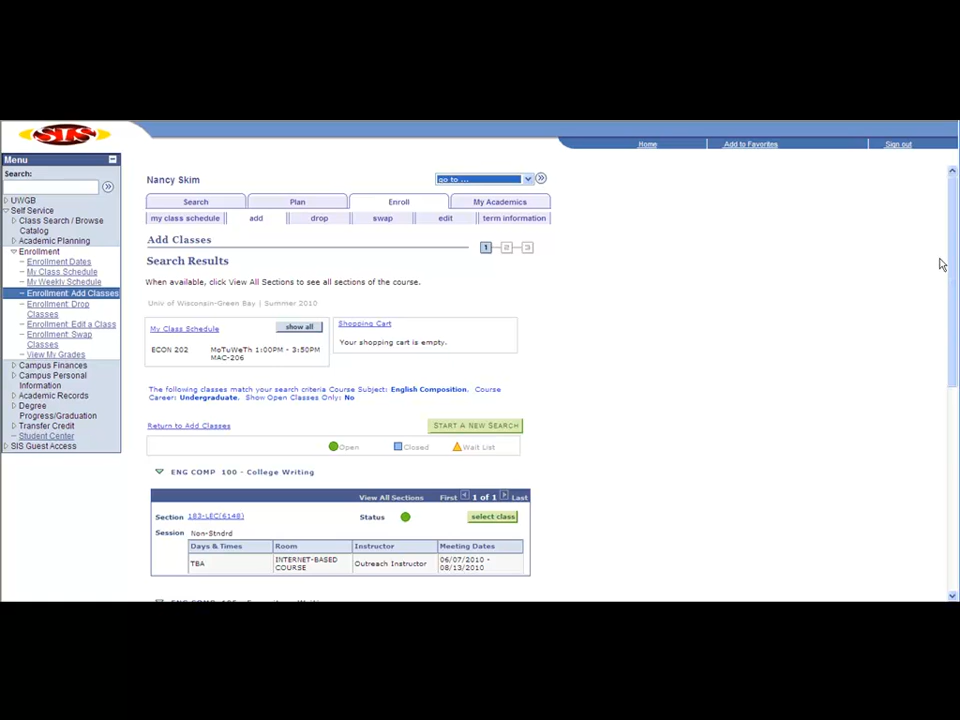 SIS
Home
Add to Favorites
Sign out
Menu
Search:
UWGB
Self Service
Class Search / Browse
Catalog
Academic Planning
Enrollment
Enrollment Dates
My Class Schedule
My Weekly Schedule
Enrollment: Add Classes
Enrollment: Drop
Classes
Enrollment: Edit a Class
Enrollment: Swap
Classes
View My Grades
Campus Finances
Campus Personal
Information
Academic Records
Degree
Progress/Graduation
Transfer Credit
Student Center
SIS Guest Access
Nancy Skim
go to ...
Search
Plan
Enroll
My Academics
my class schedule
add
drop
swap
edit
term information
Add Classes
1
2
3
Search Results
When available, click View All Sections to see all sections of the course.
Univ of Wisconsin-Green Bay | Summer 2010
My Class Schedule
show all
ECON 202
MoTuWeTh 1:00PM - 3:50PM
MAC-206
Shopping Cart
Your shopping cart is empty.
The following classes match your search criteria Course Subject: English Composition, Course
Career: Undergraduate, Show Open Classes Only: No
Return to Add Classes
START A NEW SEARCH
Open
Closed
Wait List
ENG COMP 100 - College Writing
View All Sections
First
1 of 1
Last
Section
183-LEC(6148)
Status
select class
Session
Non-Stndrd
Days & Times
Room
Instructor
Meeting Dates
TBA
INTERNET-BASED
COURSE
Outreach Instructor
06/07/2010 -
08/13/2010